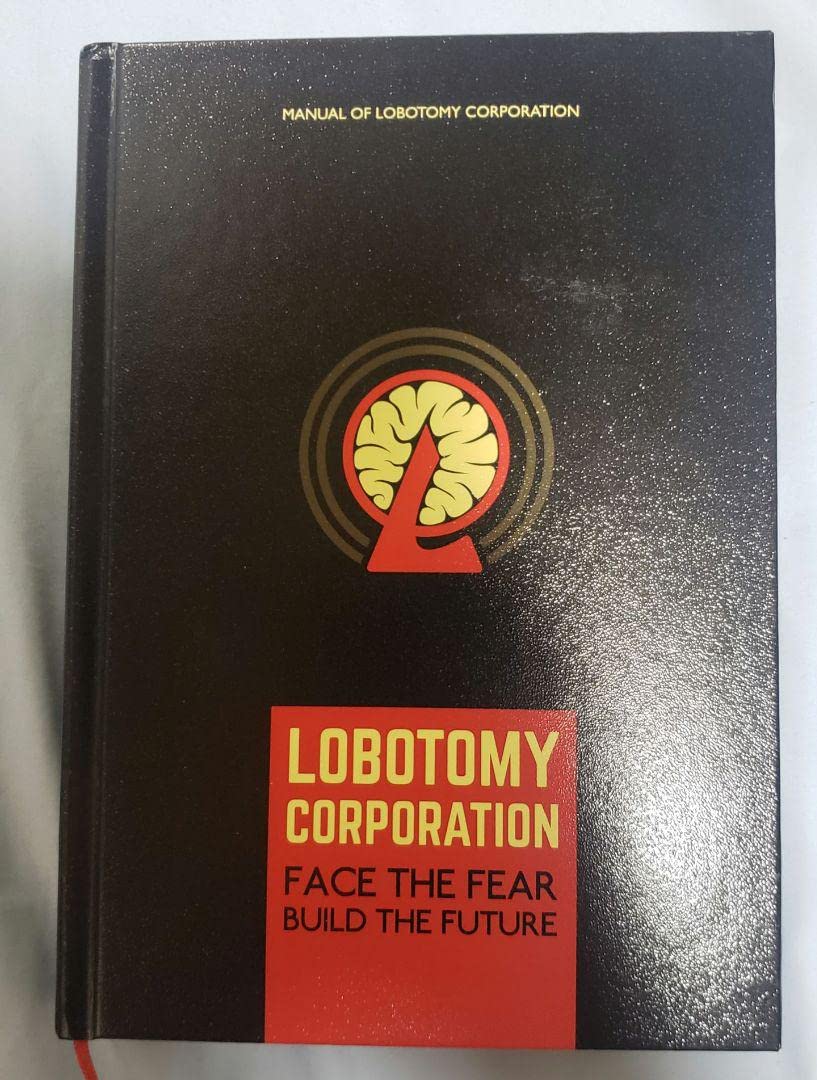 MANUAL OF LOBOTOMY CORPORATION
LOBOTOMY
CORPORATION
FACE THE FEAR
BUILD THE FUTURE